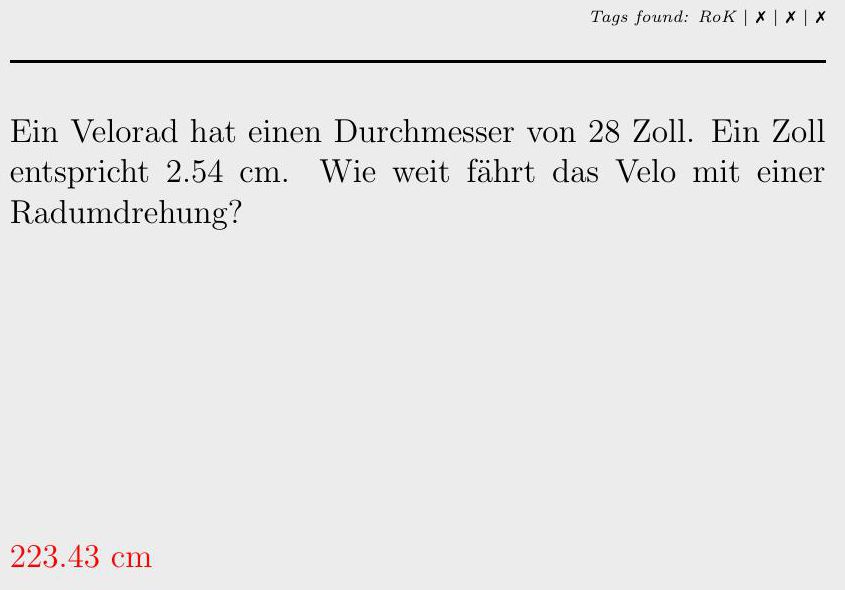 Tags found: RoK | ✗ | ✗ | ✗
Ein Velorad hat einen Durchmesser von 28 Zoll. Ein Zoll
entspricht 2.54 cm. Wie weit fährt das Velo mit einer
Radumdrehung?
223.43 cm